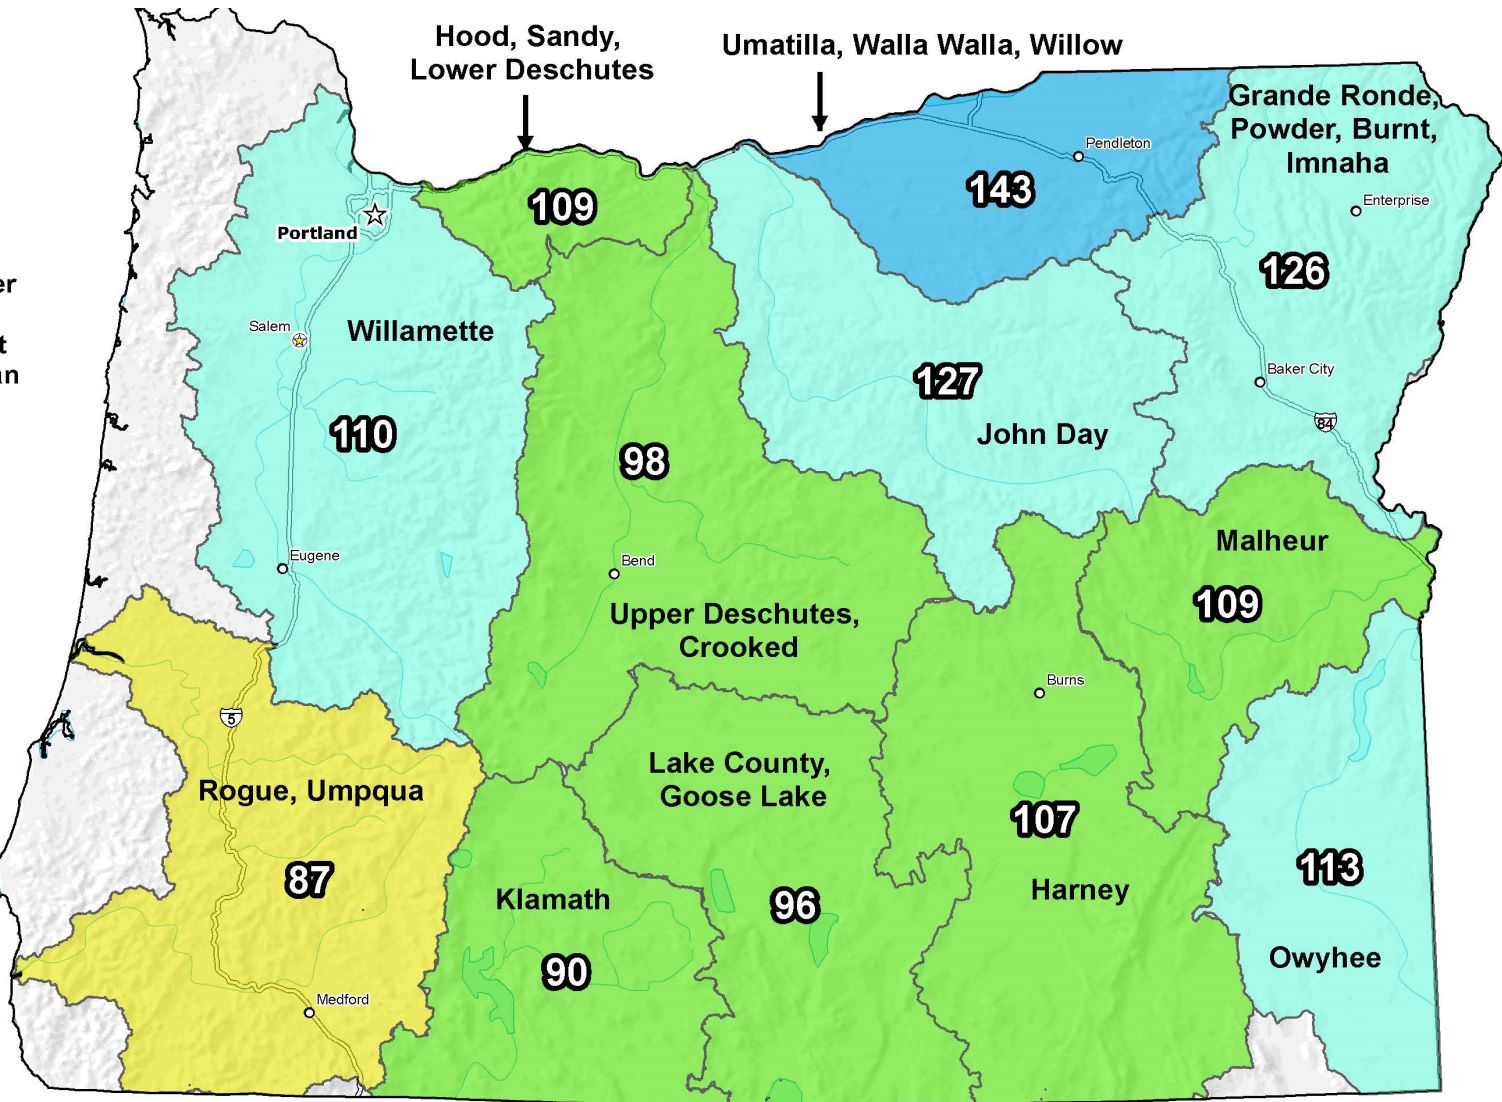 Hood, Sandy,
Lower Deschutes
Umatilla, Walla Walla, Willow
Grande Ronde,
Powder, Burnt,
Imnaha
Pendleton
143
Enterprise
109
Portland
126
er
Salem
Willamette
t
an
127
Baker City
John Day
84
110
98
Malheur
Eugene
Bend
109
Upper Deschutes,
Crooked
Burns
5
Rogue, Umpqua
Lake County,
Goose Lake
107
87
Klamath
96
Harney
113
Owyhee
90
Medford